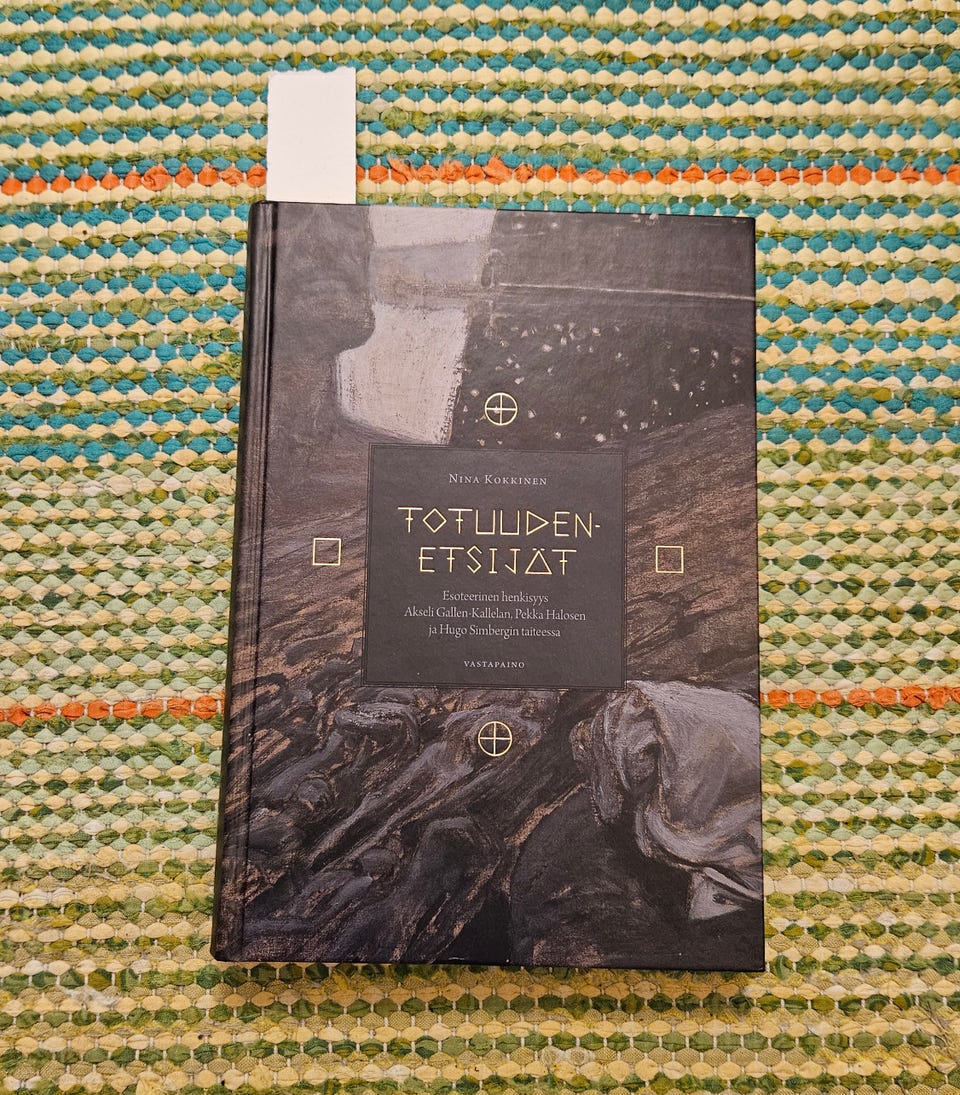 Nina Kokkinen
TOTUUDEN-
ETSIJÄT
Esoteerinen henkisyys
Akseli Gallen-Kallelan, Pekka Halosen
ja Hugo Simbergin taiteessa
VASTAPAINO